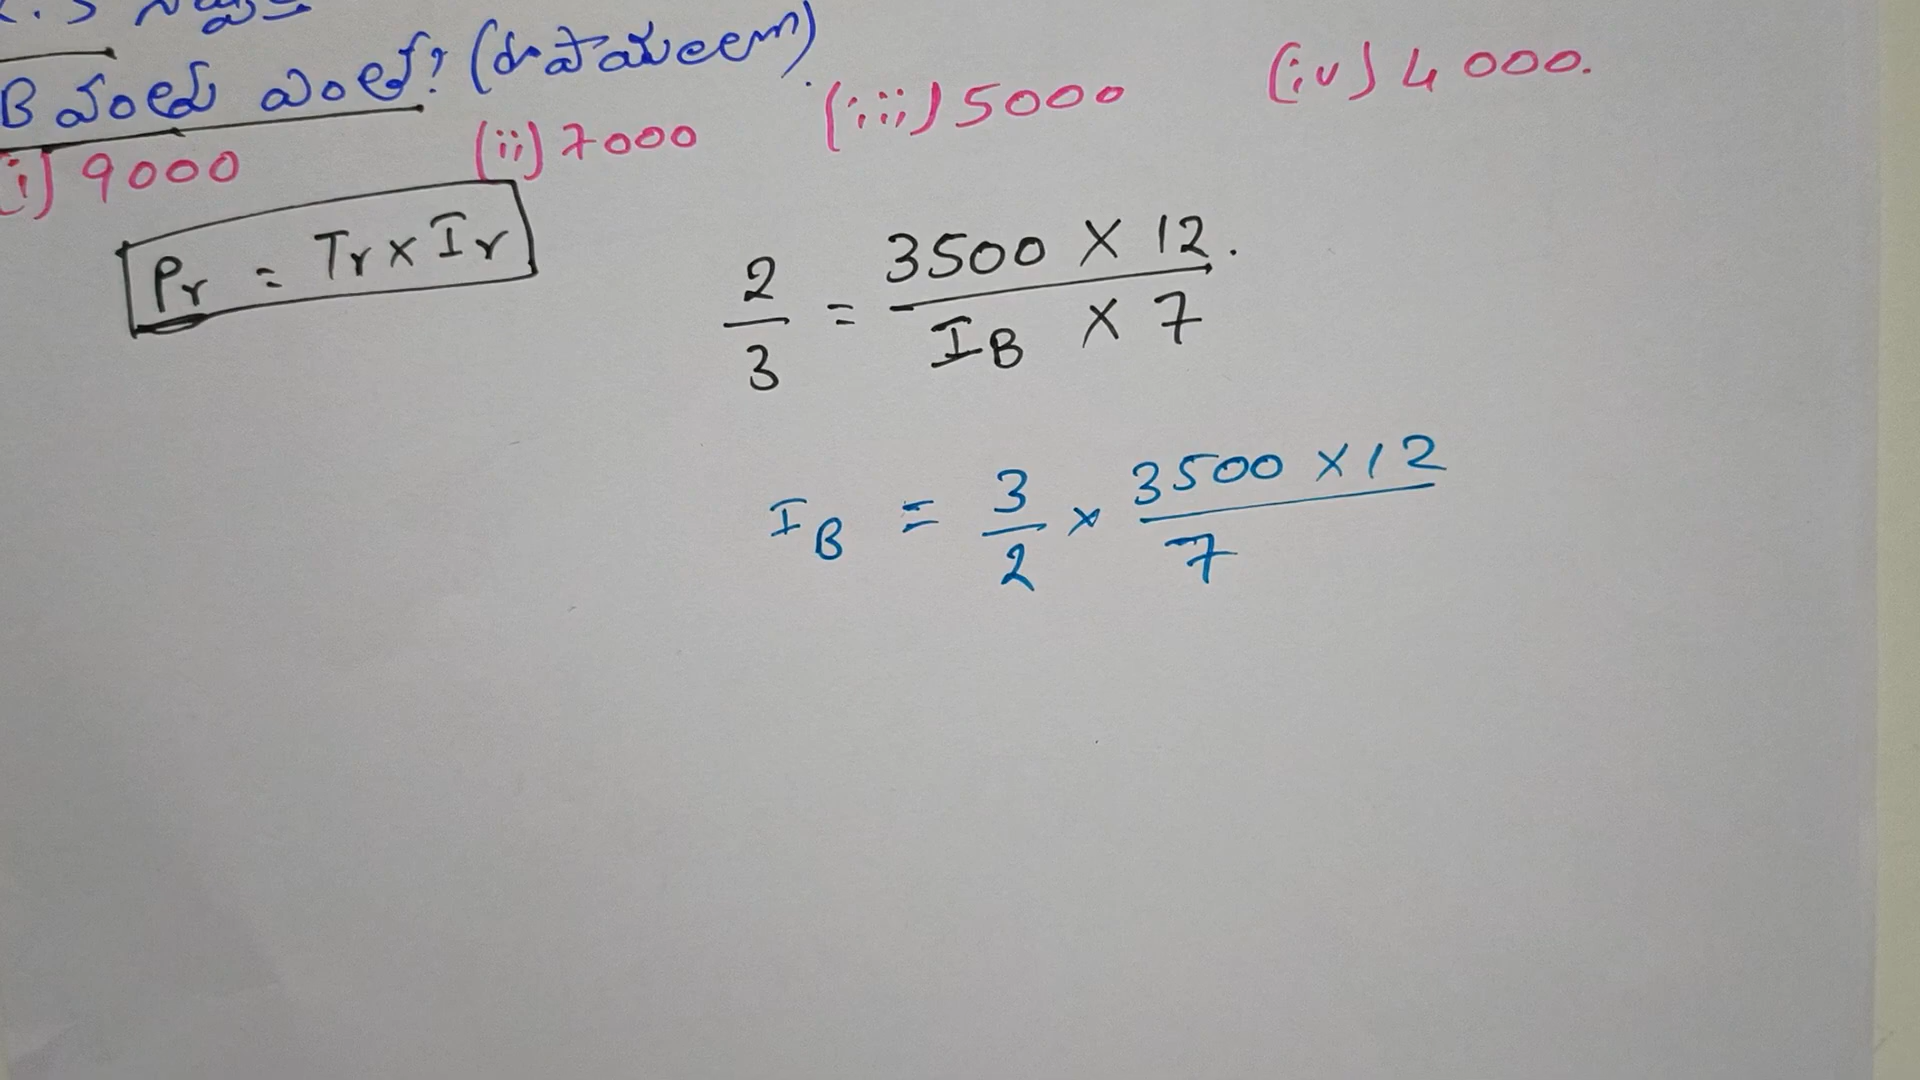 B వంతు ఎంత? (రూపాయలలో)
(i) 9000 (ii) 7000 (iii) 5000 (iv) 4000.
Pr = Tr x Ir
2/3 = 3500 X 12. / IB X 7
IB = 3/2 x 3500 x 12 / 7